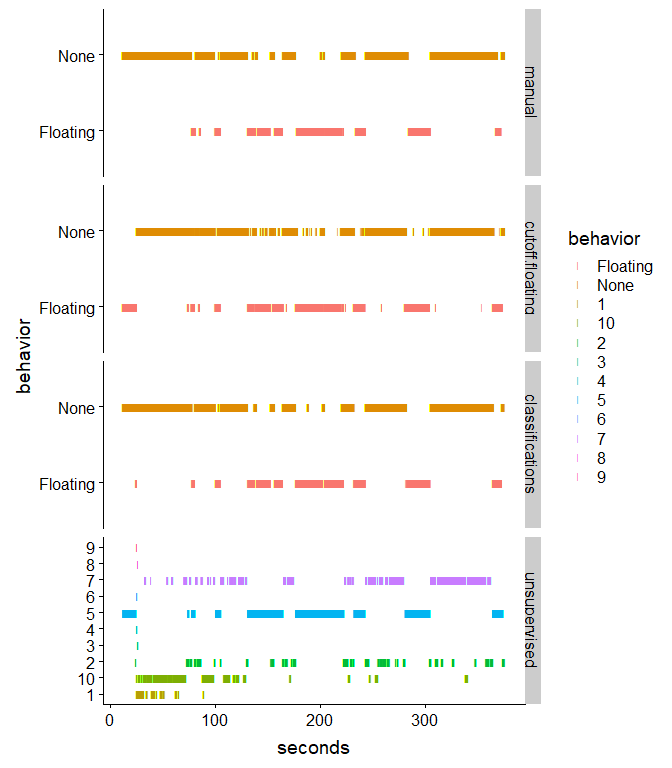 None
Floating
manual
None
Floating
cutoff.floating
None
Floating
classifications
9
8
7
6
5
4
3
2
10
1
unsupervised
0 100 200 300
seconds
behavior
behavior
Floating
None
1
10
2
3
4
5
6
7
8
9